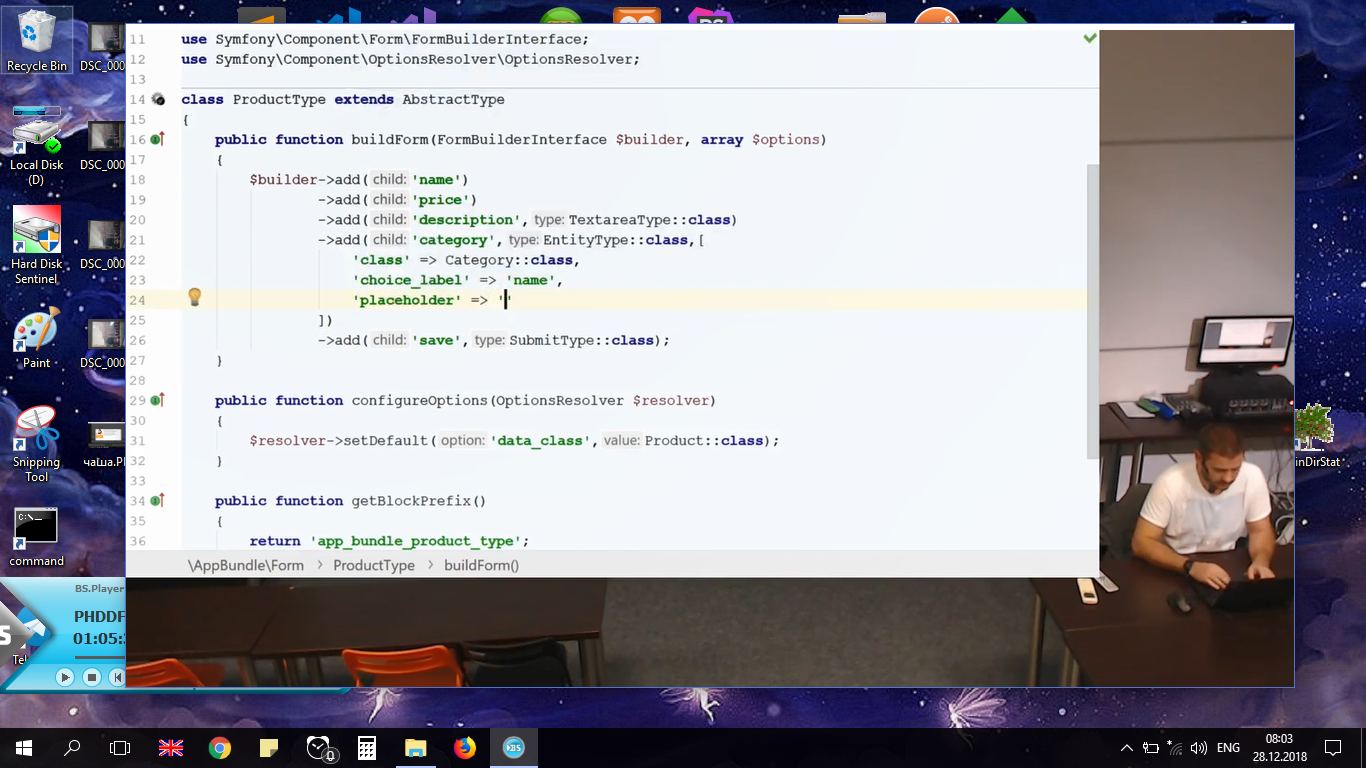 Recycle Bin
DSC_000
Local Disk
(D)
DSC_000
Hard Disk
Sentinel
DSC_000
Paint
DSC_000
Snipping
Tool
чаша.P
command
inDirStat
11 use Symfony\Component\Form\FormBuilderInterface;
12 use Symfony\Component\OptionsResolver\OptionsResolver;
13
14 class ProductType extends AbstractType
15 {
16 public function buildForm(FormBuilderInterface $builder, array $options)
17 {
18 $builder->add( child: 'name')
19 ->add( child: 'price')
20 ->add( child: 'description', type: TextareaType::class)
21 ->add( child: 'category', type: EntityType::class,[
22 'class' => Category::class,
23 'choice_label' => 'name',
24 'placeholder' => ''
25 ])
26 ->add( child: 'save', type: SubmitType::class);
27 }
28
29 public function configureOptions(OptionsResolver $resolver)
30 {
31 $resolver->setDefault( option: 'data_class', value: Product::class);
32 }
33
34 public function getBlockPrefix()
35 {
36 return 'app_bundle_product_type';
\AppBundle\Form > ProductType > buildForm()
BS.Player
PHDDF
01:05:
Tel
ENG
08:03
28.12.2018